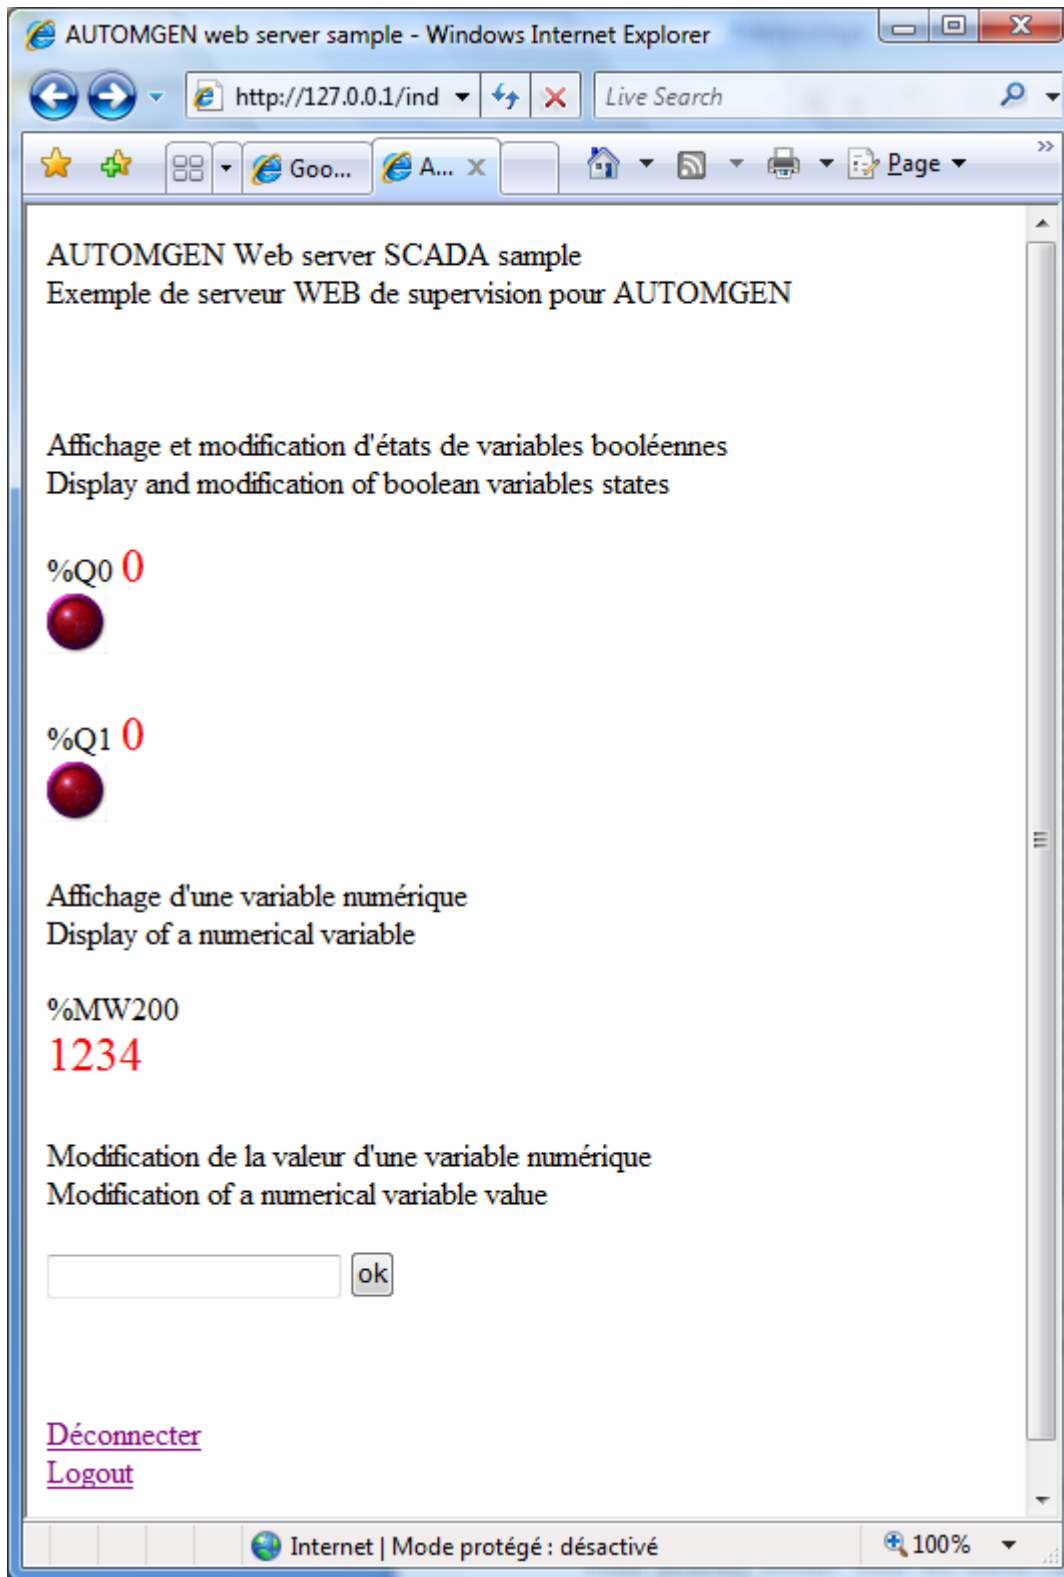 AUTOMGEN web server sample - Windows Internet Explorer
http://127.0.0.1/ind
Live Search
Goo...
A...
Page
AUTOMGEN Web server SCADA sample
Exemple de serveur WEB de supervision pour AUTOMGEN
Affichage et modification d'états de variables booléennes
Display and modification of boolean variables states
%Q0 0
%Q1 0
Affichage d'une variable numérique
Display of a numerical variable
%MW200
1234
Modification de la valeur d'une variable numérique
Modification of a numerical variable value
ok
Déconnecter
Logout
Internet | Mode protégé : désactivé
100%